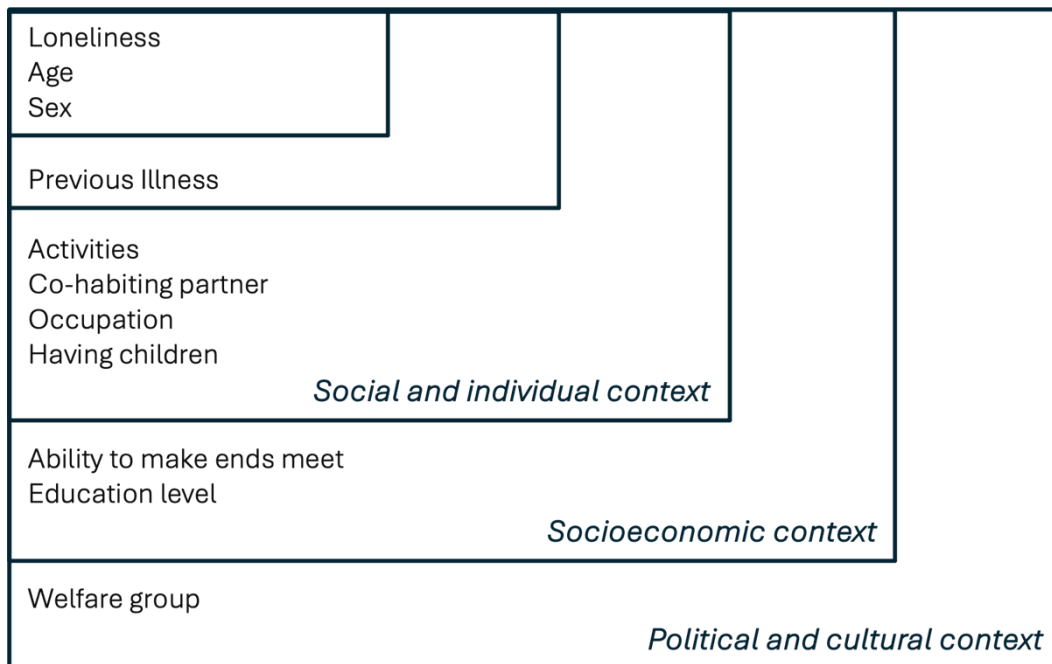 Loneliness
Age
Sex
Previous Illness
Activities
Co-habiting partner
Occupation
Having children
Social and individual context
Ability to make ends meet
Education level
Socioeconomic context
Welfare group
Political and cultural context